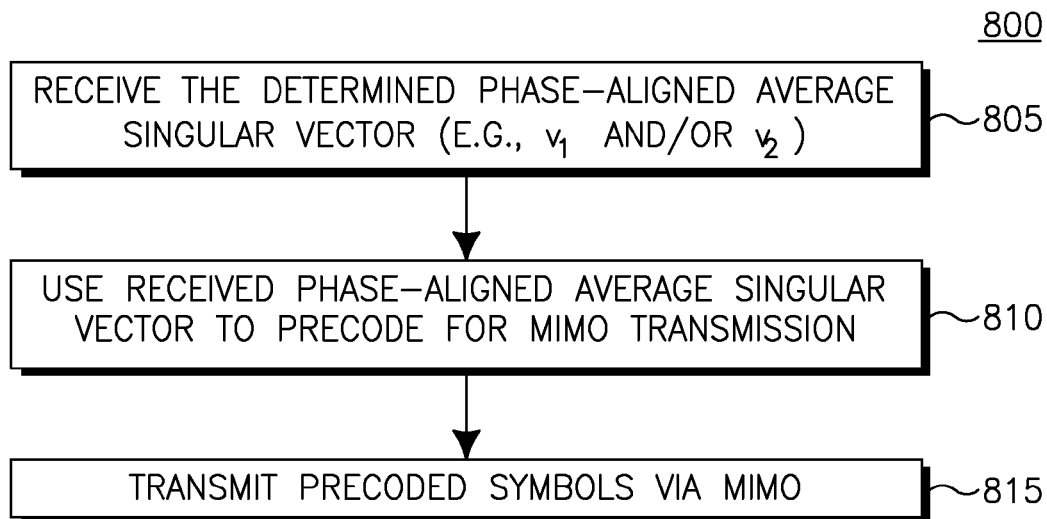 800
RECEIVE THE DETERMINED PHASE-ALIGNED AVERAGE
SINGULAR VECTOR (E.G., v₁ AND/OR v₂)
805
USE RECEIVED PHASE-ALIGNED AVERAGE SINGULAR
VECTOR TO PRECODE FOR MIMO TRANSMISSION
810
TRANSMIT PRECODED SYMBOLS VIA MIMO
815